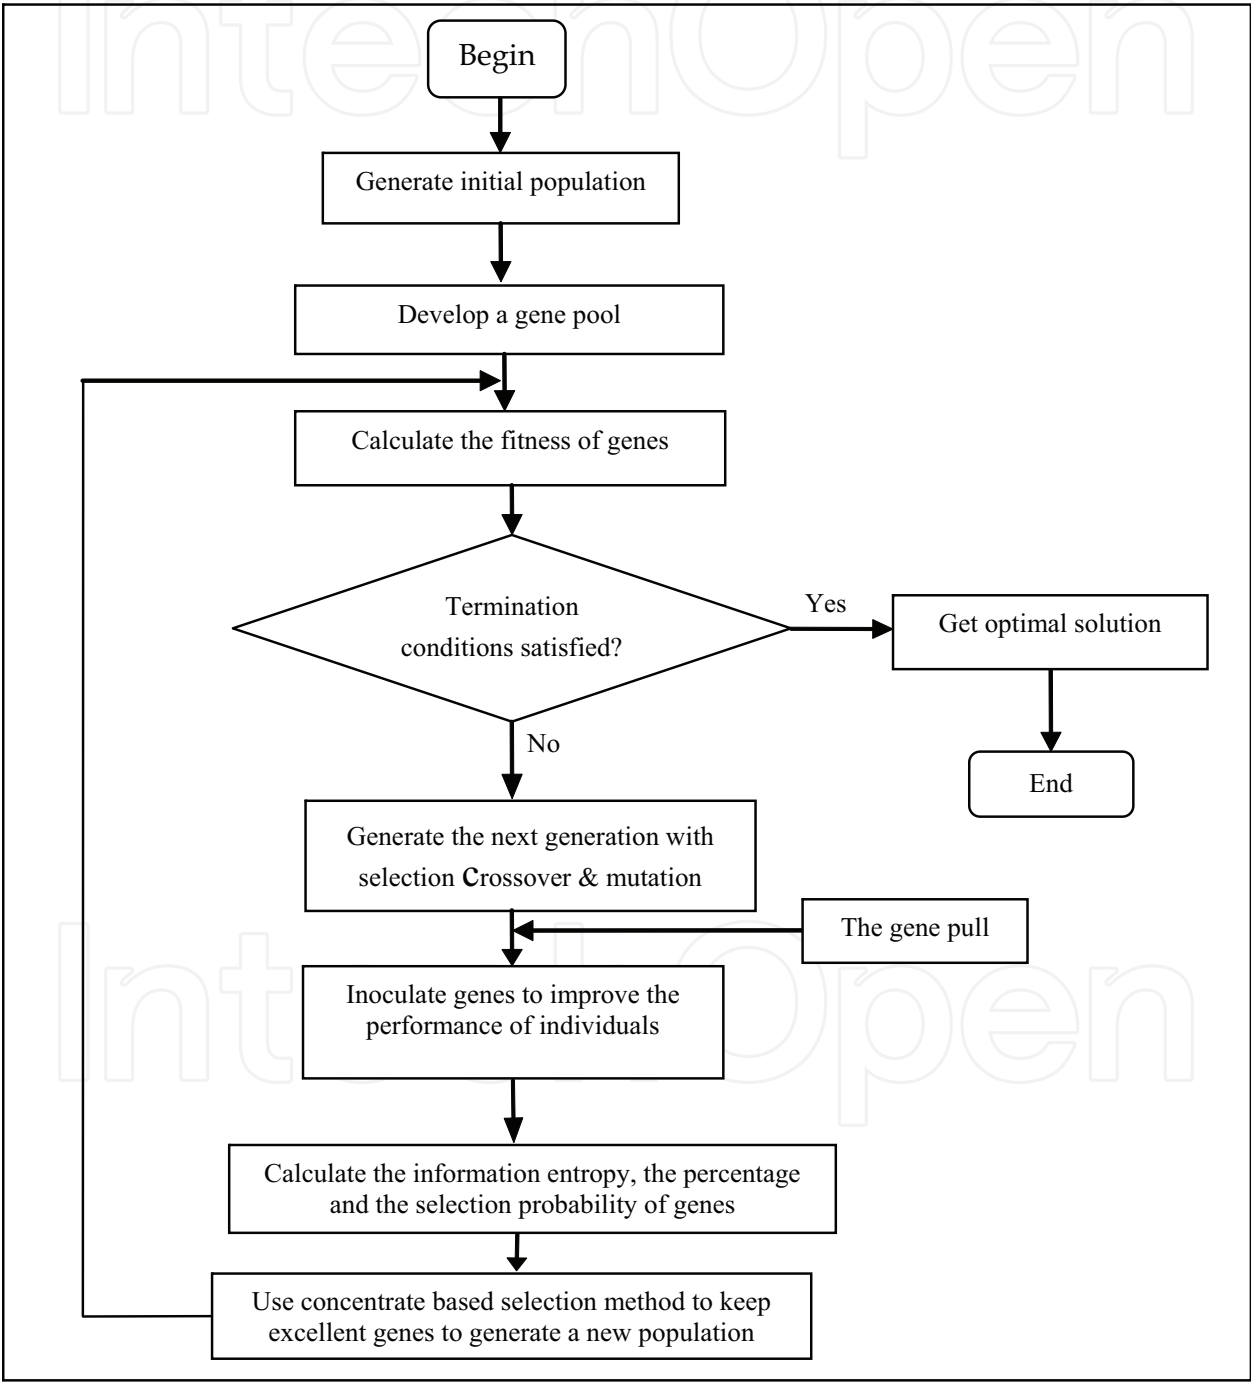 IntechOpen
Begin
Generate initial population
Develop a gene pool
Calculate the fitness of genes
Termination
conditions satisfied?
Yes
Get optimal solution
No
End
Generate the next generation with
selection Crossover & mutation
The gene pull
IntechOpen
Inoculate genes to improve the
performance of individuals
Calculate the information entropy, the percentage
and the selection probability of genes
Use concentrate based selection method to keep
excellent genes to generate a new population